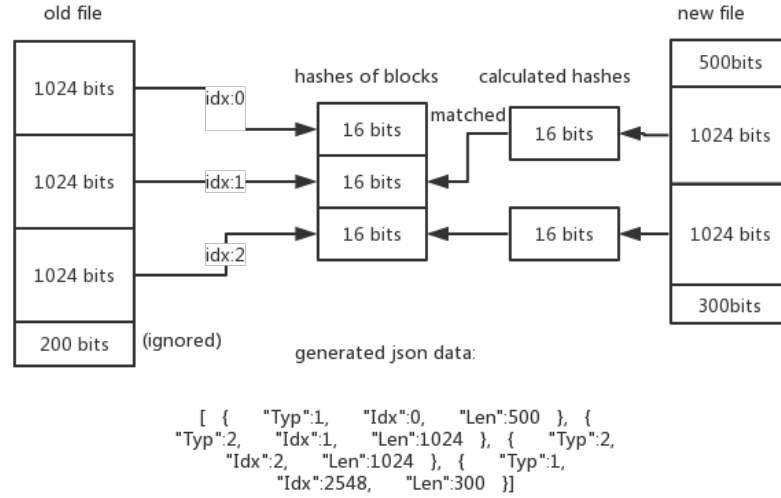 old file
new file
hashes of blocks
calculated hashes
1024 bits
idx:0
16 bits
matched
16 bits
500bits
1024 bits
1024 bits
idx:1
16 bits
1024 bits
idx:2
16 bits
16 bits
1024 bits
200 bits
(ignored)
300bits
generated json data:
[ { "Typ":1, "Idx":0, "Len":500 }, {
"Typ":2, "Idx":1, "Len":1024 }, { "Typ":2,
"Idx":2, "Len":1024 }, { "Typ":1,
"Idx":2548, "Len":300 }]